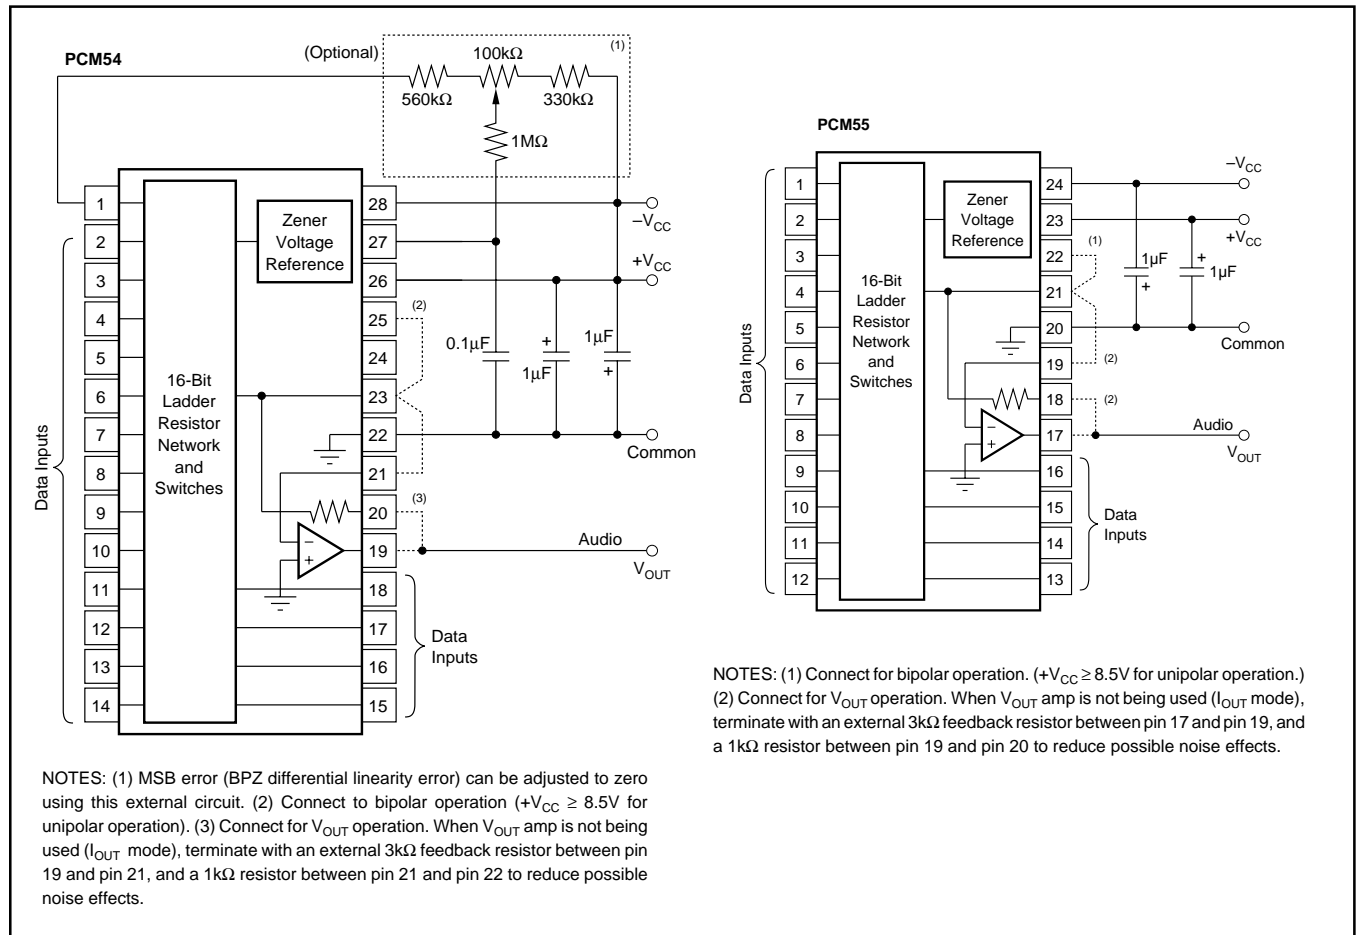 PCM54
(Optional)
(1)
100kΩ
560kΩ
330kΩ
1MΩ
1
2
3
4
5
6
7
8
9
10
11
12
13
14
Data Inputs
16-Bit
Ladder
Resistor
Network
and
Switches
Zener
Voltage
Reference
28
27
26
25
24
23
22
21
20
19
18
17
16
15
–VCC
+VCC
(2)
0.1µF
+
1µF
1µF
+
Common
(3)
–
+
Audio
VOUT
Data
Inputs
NOTES: (1) MSB error (BPZ differential linearity error) can be adjusted to zero
using this external circuit. (2) Connect to bipolar operation (+VCC ≥ 8.5V for
unipolar operation). (3) Connect for VOUT operation. When VOUT amp is not being
used (IOUT mode), terminate with an external 3kΩ feedback resistor between pin
19 and pin 21, and a 1kΩ resistor between pin 21 and pin 22 to reduce possible
noise effects.
PCM55
1
2
3
4
5
6
7
8
9
10
11
12
Data Inputs
16-Bit
Ladder
Resistor
Network
and
Switches
Zener
Voltage
Reference
24
23
22
21
20
19
18
17
16
15
14
13
–VCC
+VCC
(1)
1µF
+
+
1µF
Common
(2)
(2)
–
+
Audio
VOUT
Data
Inputs
NOTES: (1) Connect for bipolar operation. (+VCC ≥ 8.5V for unipolar operation.)
(2) Connect for VOUT operation. When VOUT amp is not being used (IOUT mode),
terminate with an external 3kΩ feedback resistor between pin 17 and pin 19, and
a 1kΩ resistor between pin 19 and pin 20 to reduce possible noise effects.